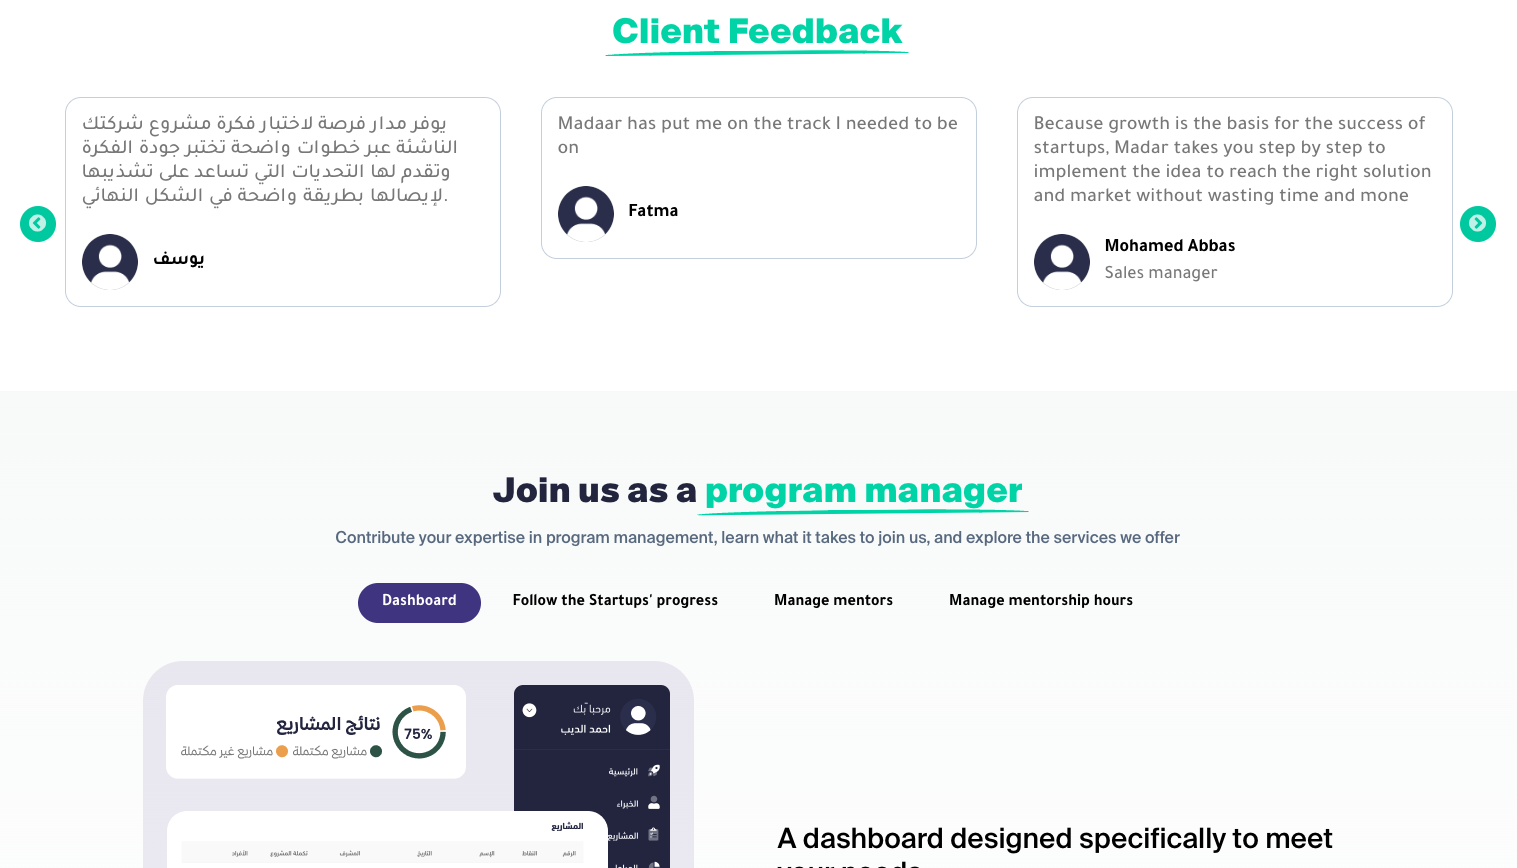 Client Feedback
يوفر مدار فرصة لاختبار فكرة مشروع شركتك
الناشئة عبر خطوات واضحة تختبر جودة الفكرة
وتقدم لها التحديات التي تساعد على تشذيبها
لإيصالها بطريقة واضحة في الشكل النهائي.
يوسف
Madaar has put me on the track I needed to be
on
Fatma
Because growth is the basis for the success of
startups, Madar takes you step by step to
implement the idea to reach the right solution
and market without wasting time and mone
Mohamed Abbas
Sales manager
Join us as a program manager
Contribute your expertise in program management, learn what it takes to join us, and explore the services we offer
Dashboard
Follow the Startups' progress
Manage mentors
Manage mentorship hours
نتائج المشاريع
75%
مشاريع مكتملة
مشاريع غير مكتملة
مرحبا بك
احمد الديب
الرئيسية
الخبراء
المشاريع
المشاريع
الرقم
النقاط
الإسم
التاريخ
المشرف
تكملة المشروع
الأفراد
A dashboard designed specifically to meet
your needs